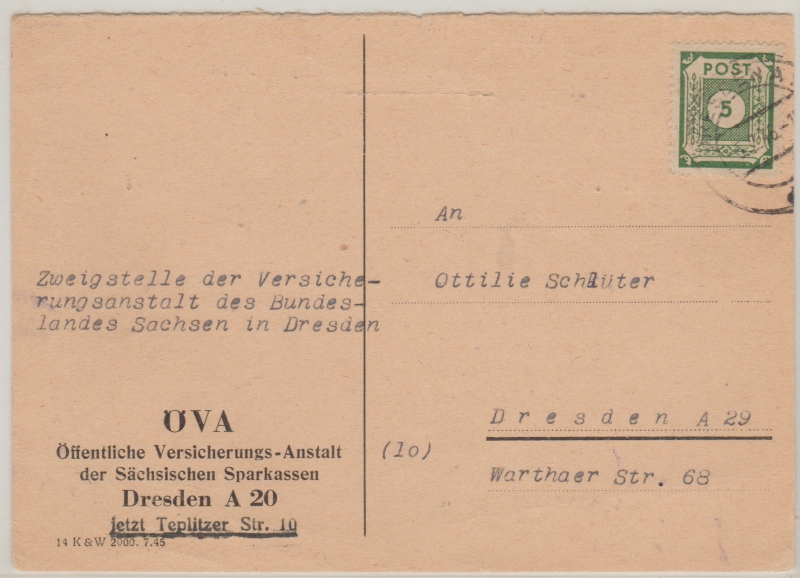 POST
5
An
Zweigstelle der Versiche-
rungsanstalt des Bundes-
landes Sachsen in Dresden
Ottilie Schlüter
ÖVA
Öffentliche Versicherungs-Anstalt
der Sächsischen Sparkassen
Dresden A 20
jetzt Teplitzer Str. 10
14 K & W 2000. 7.45
(lo)
Dresden A 29
Warthaer Str. 68